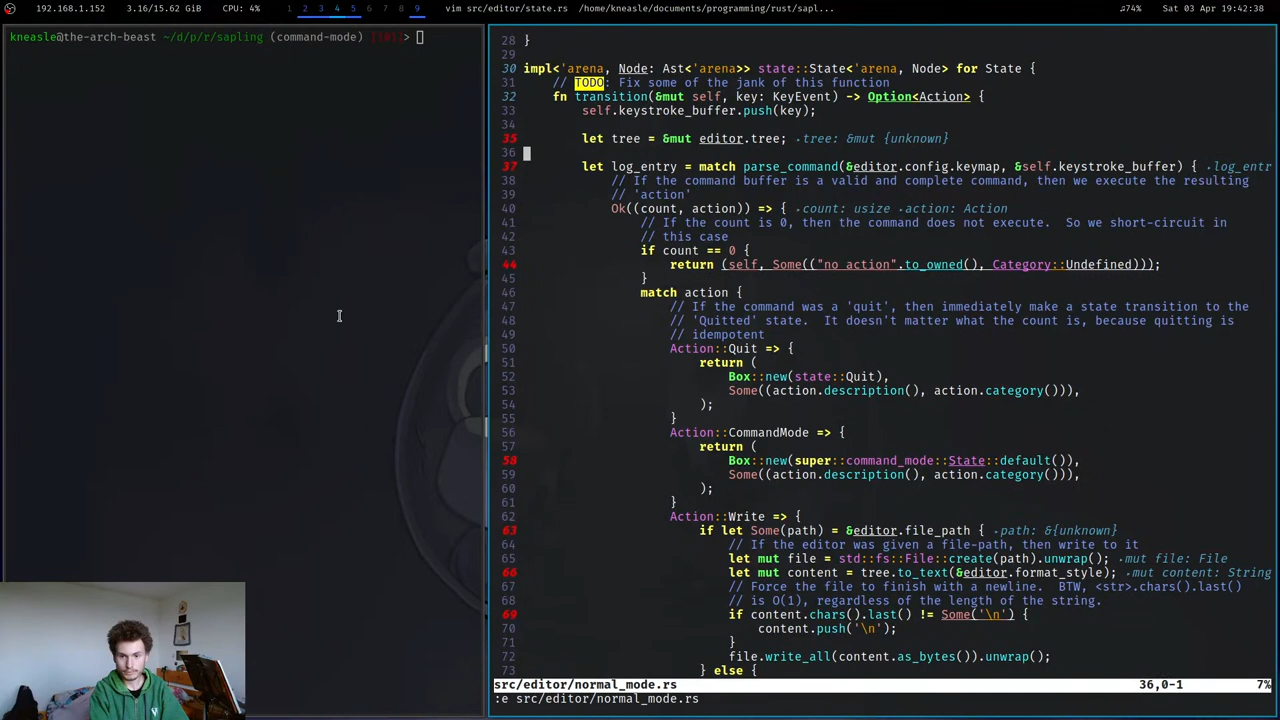 192.168.1.152 3.16/15.62 GiB CPU: 4% 1 2 3 4 5 6 7 8 9 vim src/editor/state.rs /home/kneasle/documents/programming/rust/sapl... ♫74% Sat 03 Apr 19:42:38
kneasle@the-arch-beast ~/d/p/r/sapling (command-mode) [101]>
28 }
29
30 impl<'arena, Node: Ast<'arena>> state::State<'arena, Node> for State {
31 // TODO: Fix some of the jank of this function
32 fn transition(&mut self, key: KeyEvent) -> Option<Action> {
33 self.keystroke_buffer.push(key);
34
35 let tree = &mut editor.tree; ·tree: &mut {unknown}
36
37 let log_entry = match parse_command(&editor.config.keymap, &self.keystroke_buffer) { ·log_entr
38 // If the command buffer is a valid and complete command, then we execute the resulting
39 // 'action'
40 Ok((count, action)) => { ·count: usize ·action: Action
41 // If the count is 0, then the command does not execute.  So we short-circuit in
42 // this case
43 if count == 0 {
44 return (self, Some(("no action".to_owned(), Category::Undefined)));
45 }
46 match action {
47 // If the command was a 'quit', then immediately make a state transition to the
48 // 'Quitted' state.  It doesn't matter what the count is, because quitting is
49 // idempotent
50 Action::Quit => {
51 return (
52 Box::new(state::Quit),
53 Some((action.description(), action.category())),
54 );
55 }
56 Action::CommandMode => {
57 return (
58 Box::new(super::command_mode::State::default()),
59 Some((action.description(), action.category())),
60 );
61 }
62 Action::Write => {
63 if let Some(path) = &editor.file_path { ·path: &{unknown}
64 // If the editor was given a file-path, then write to it
65 let mut file = std::fs::File::create(path).unwrap(); ·mut file: File
66 let mut content = tree.to_text(&editor.format_style); ·mut content: String
67 // Force the file to finish with a newline.  BTW, <str>.chars().last()
68 // is O(1), regardless of the length of the string.
69 if content.chars().last() != Some('\n') {
70 content.push('\n');
71 }
72 file.write_all(content.as_bytes()).unwrap();
73 } else {
src/editor/normal_mode.rs 36,0-1 7%
:e src/editor/normal_mode.rs